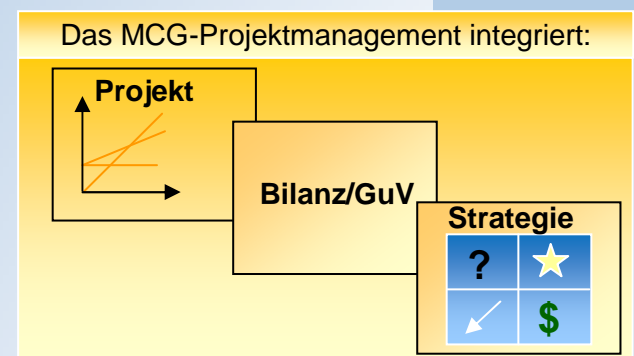 Das MCG-Projektmanagement integriert:
Projekt
Bilanz/GuV
Strategie
?
$